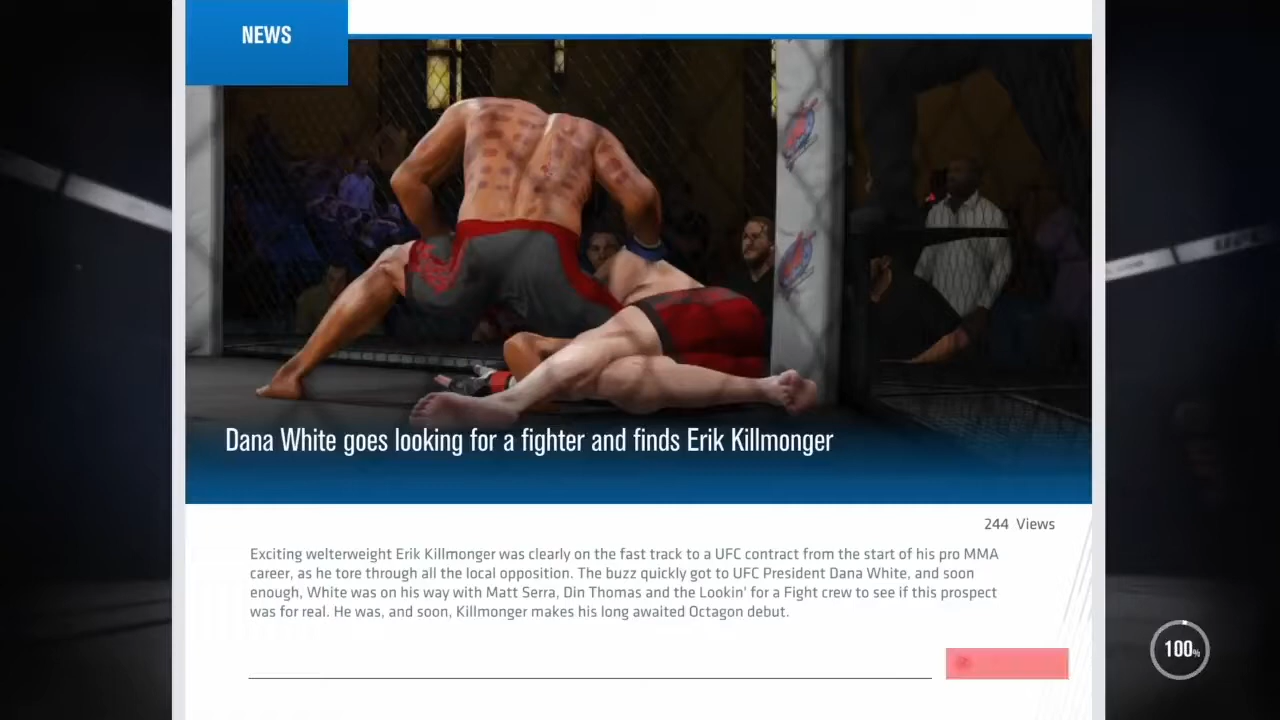 NEWS
Dana White goes looking for a fighter and finds Erik Killmonger
244 Views
Exciting welterweight Erik Killmonger was clearly on the fast track to a UFC contract from the start of his pro MMA
career, as he tore through all the local opposition. The buzz quickly got to UFC President Dana White, and soon
enough, White was on his way with Matt Serra, Din Thomas and the Lookin' for a Fight crew to see if this prospect
was for real. He was, and soon, Killmonger makes his long awaited Octagon debut.
100%